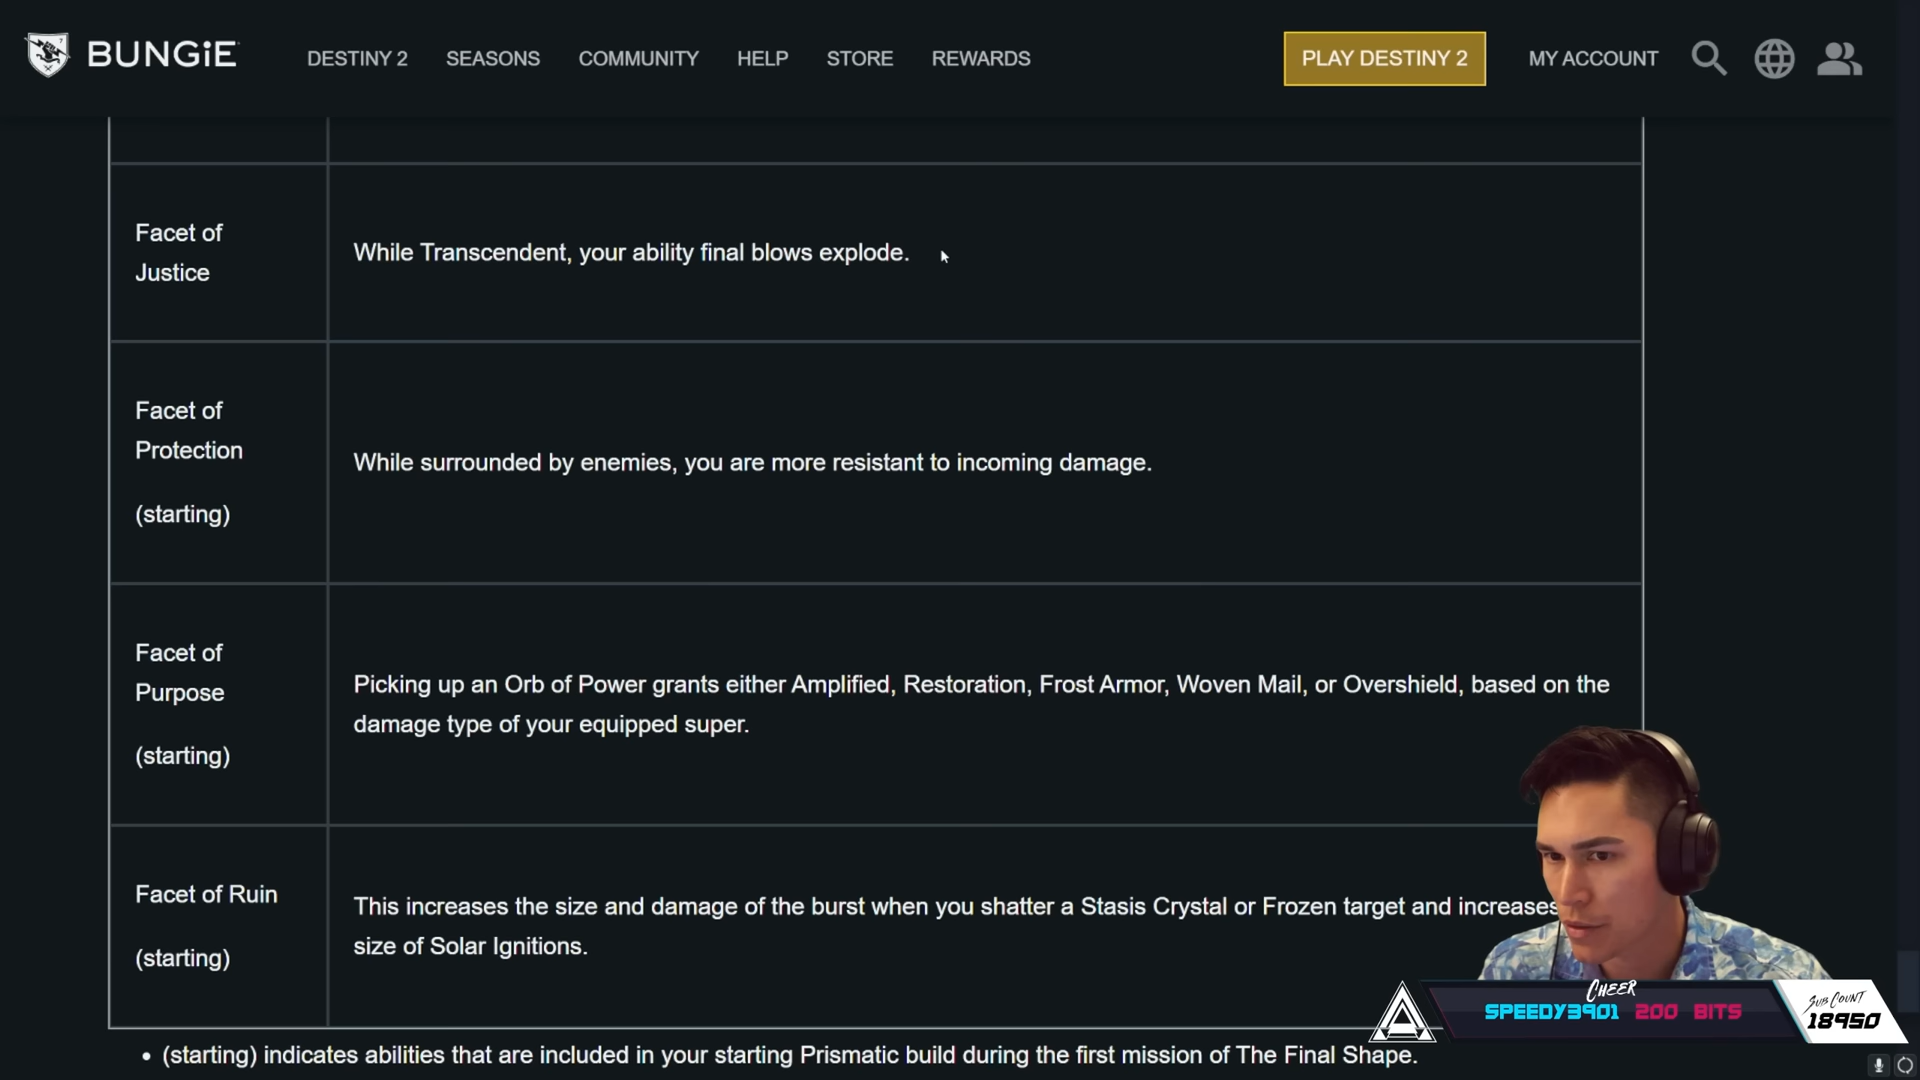 BUNGiE
DESTINY 2
SEASONS
COMMUNITY
HELP
STORE
REWARDS
PLAY DESTINY 2
MY ACCOUNT
Facet of
Justice
While Transcendent, your ability final blows explode.
Facet of
Protection
(starting)
While surrounded by enemies, you are more resistant to incoming damage.
Facet of
Purpose
(starting)
Picking up an Orb of Power grants either Amplified, Restoration, Frost Armor, Woven Mail, or Overshield, based on the
damage type of your equipped super.
Facet of Ruin
(starting)
This increases the size and damage of the burst when you shatter a Stasis Crystal or Frozen target and increases
size of Solar Ignitions.
• (starting) indicates abilities that are included in your starting Prismatic build during the first mission of The Final Shape.
CHEER
SPEEDY3901 200 BITS
SUB COUNT
18950